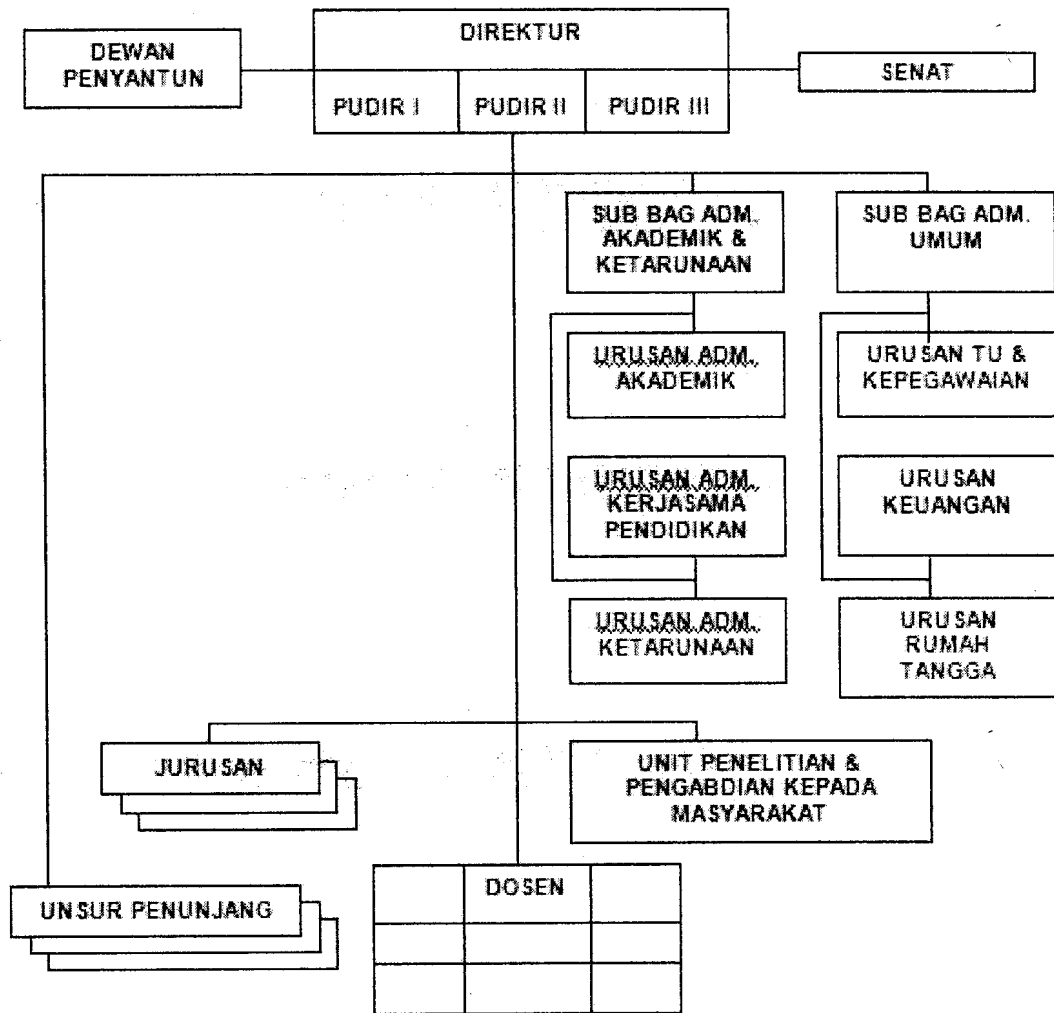 DIREKTUR
DEWAN
PENYANTUN
SENAT
PUDIR I
PUDIR II
PUDIR III
SUB BAG ADM.
AKADEMIK &
KETARUNAAN
SUB BAG ADM.
UMUM
URUSAN ADM.
AKADEMIK
URUSAN TU &
KEPEGAWAIAN
URUSAN ADM.
KERJASAMA
PENDIDIKAN
URUSAN
KEUANGAN
URUSAN ADM.
KETARUNAAN
URUSAN
RUMAH
TANGGA
JURUSAN
UNIT PENELITIAN &
PENGABDIAN KEPADA
MASYARAKAT
DOSEN
UNSUR PENUNJANG